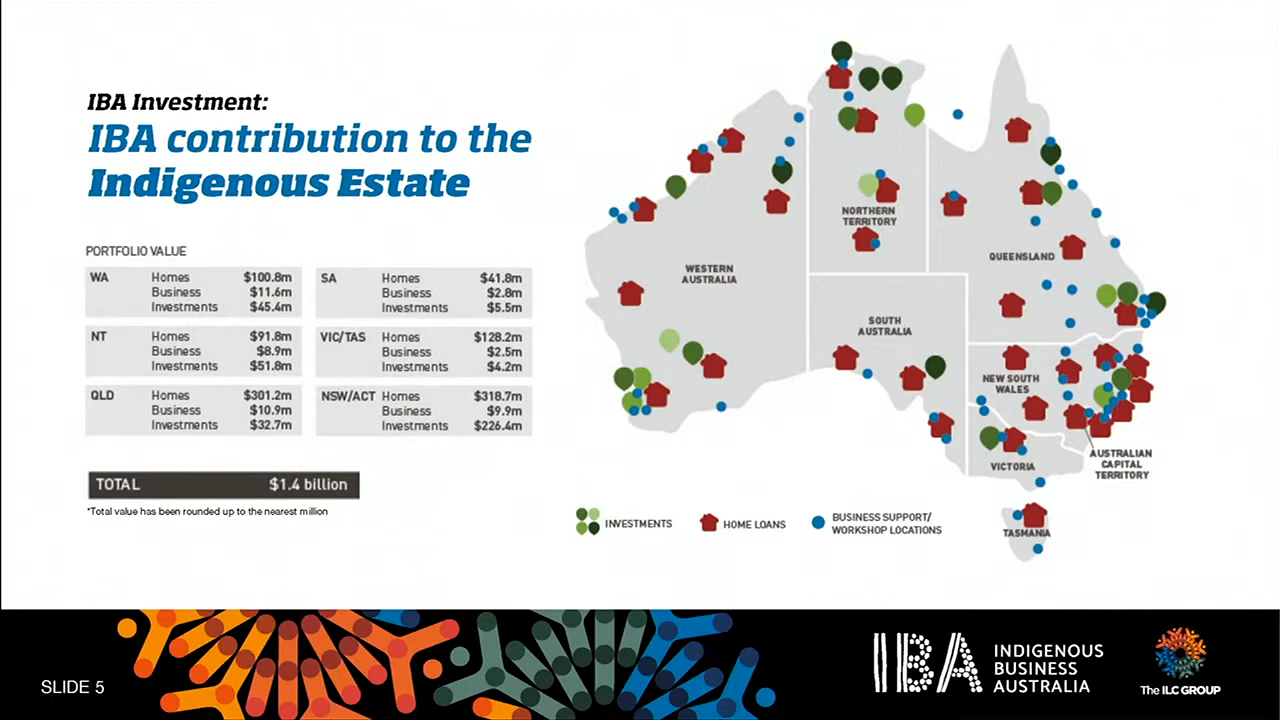 IBA Investment:
IBA contribution to the
Indigenous Estate
PORTFOLIO VALUE
WA Homes $100.8m
Business $11.6m
Investments $45.4m
SA Homes $41.8m
Business $2.8m
Investments $5.5m
NT Homes $91.8m
Business $8.9m
Investments $51.8m
VIC/TAS Homes $128.2m
Business $2.5m
Investments $4.2m
QLD Homes $301.2m
Business $10.9m
Investments $32.7m
NSW/ACT Homes $318.7m
Business $9.9m
Investments $226.4m
TOTAL $1.4 billion
*Total value has been rounded up to the nearest million
WESTERN
AUSTRALIA
NORTHERN
TERRITORY
QUEENSLAND
SOUTH
AUSTRALIA
NEW SOUTH
WALES
AUSTRALIAN
CAPITAL
TERRITORY
VICTORIA
TASMANIA
INVESTMENTS
HOME LOANS
BUSINESS SUPPORT/
WORKSHOP LOCATIONS
SLIDE 5
IBA
INDIGENOUS
BUSINESS
AUSTRALIA
The ILC GROUP